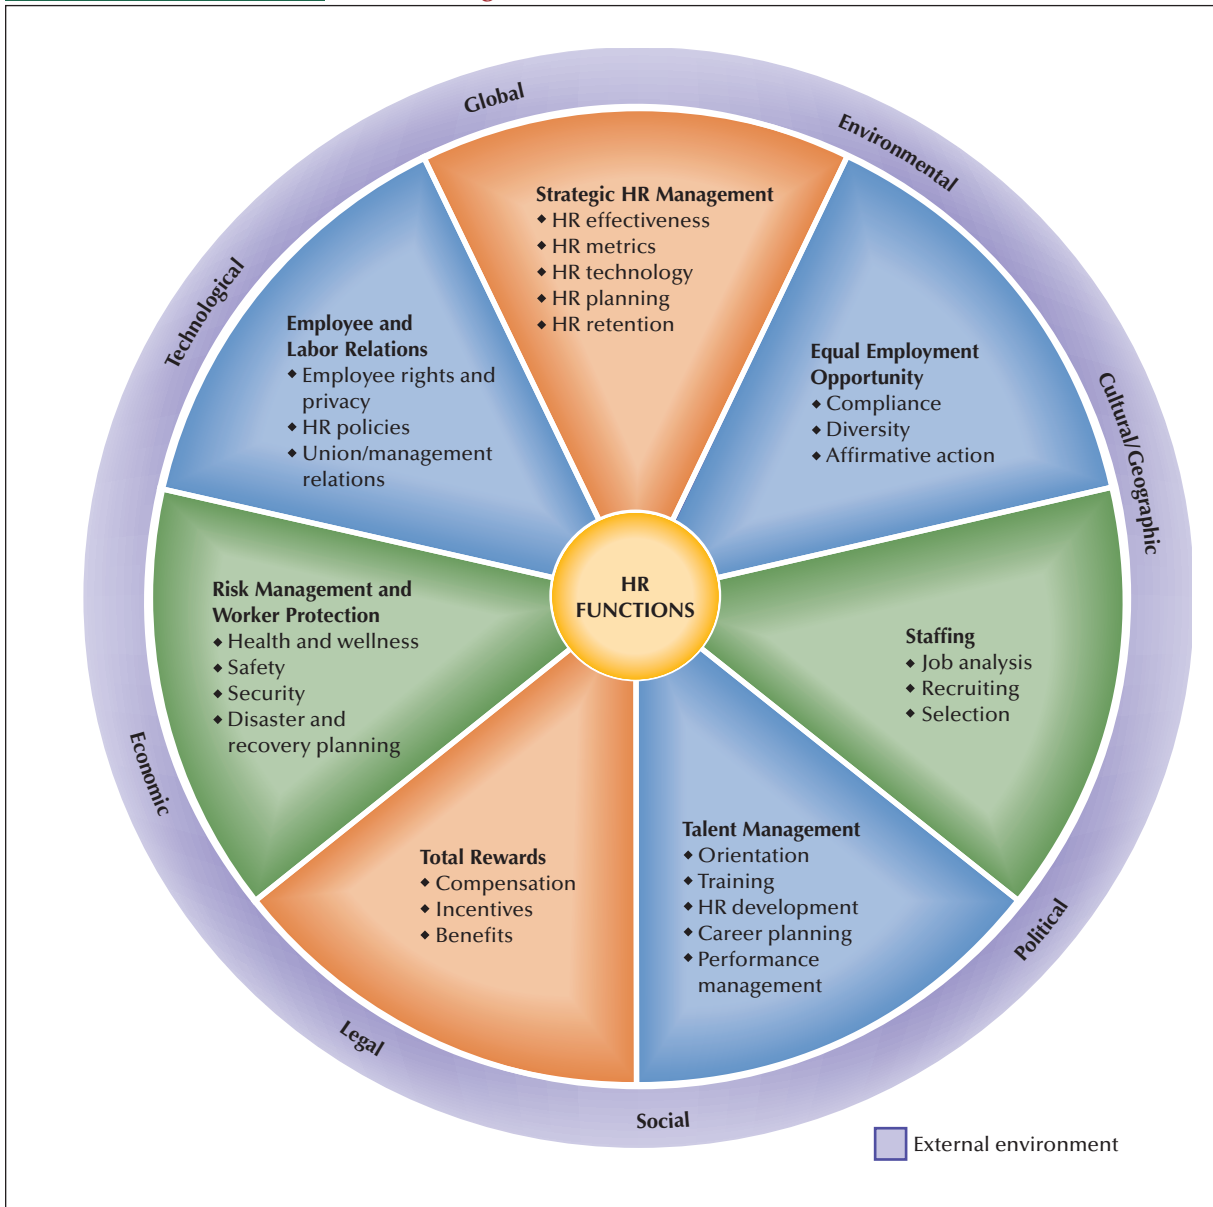 Global
Environmental
Technological
Cultural/Geographic
Economic
Political
Legal
Social
Strategic HR Management
◆ HR effectiveness
◆ HR metrics
◆ HR technology
◆ HR planning
◆ HR retention
Employee and
Labor Relations
◆ Employee rights and
privacy
◆ HR policies
◆ Union/management
relations
Equal Employment
Opportunity
◆ Compliance
◆ Diversity
◆ Affirmative action
HR
FUNCTIONS
Risk Management and
Worker Protection
◆ Health and wellness
◆ Safety
◆ Security
◆ Disaster and
recovery planning
Staffing
◆ Job analysis
◆ Recruiting
◆ Selection
Total Rewards
◆ Compensation
◆ Incentives
◆ Benefits
Talent Management
◆ Orientation
◆ Training
◆ HR development
◆ Career planning
◆ Performance
management
External environment